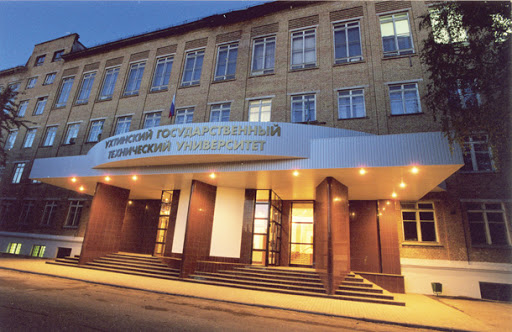 УХТИНСКИЙ ГОСУДАРСТВЕННЫЙ
ТЕХНИЧЕСКИЙ УНИВЕРСИТЕТ